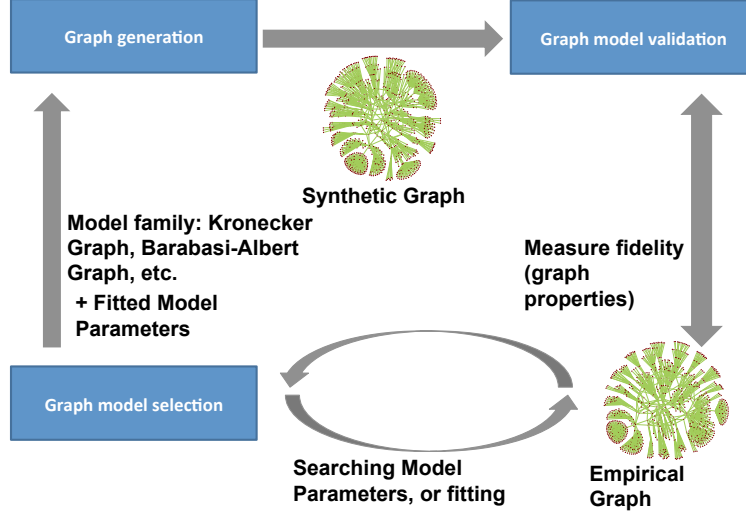 Graph generation
Graph model validation
Synthetic Graph
Model family: Kronecker
Graph, Barabasi-Albert
Graph, etc.
+ Fitted Model
Parameters
Measure fidelity
(graph
properties)
Graph model selection
Searching Model
Parameters, or fitting
Empirical
Graph